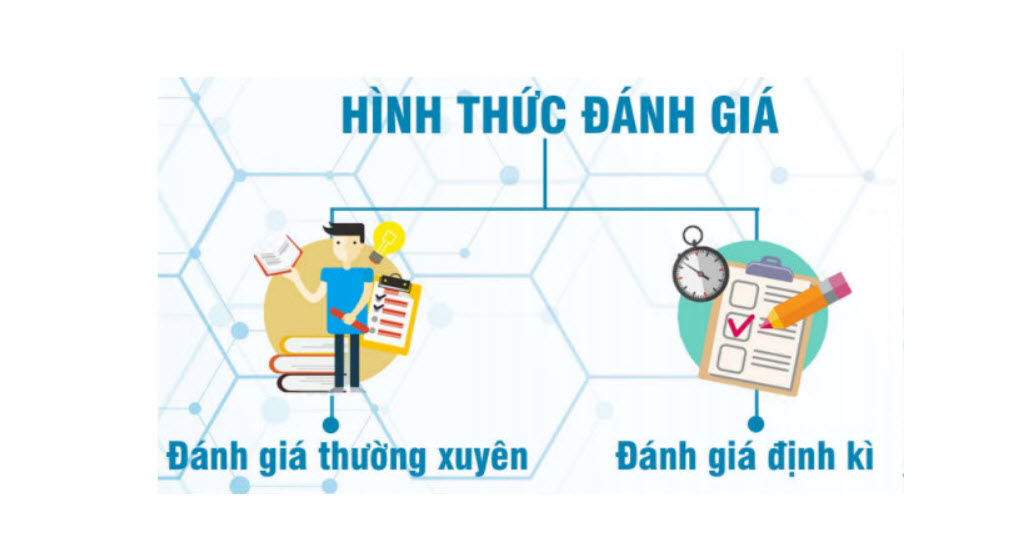 HÌNH THỨC ĐÁNH GIÁ
Đánh giá thường xuyên
Đánh giá định kì